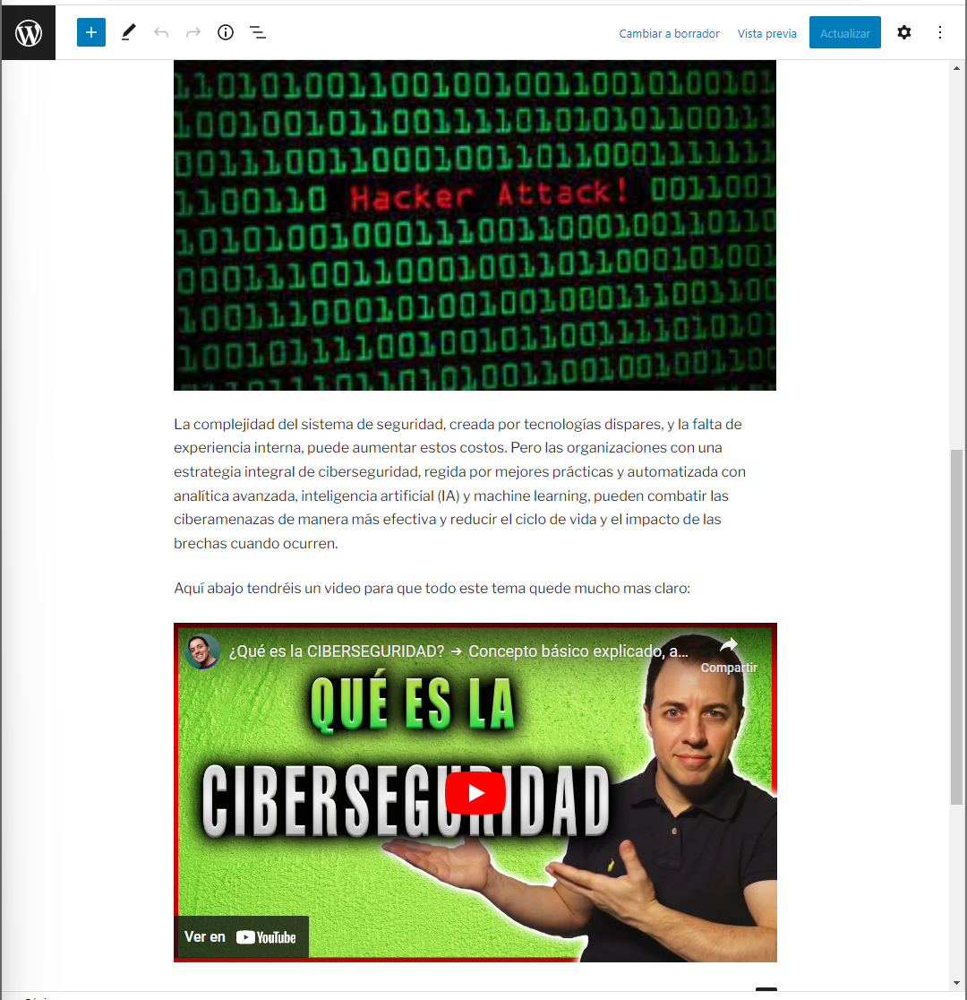 Cambiar a borrador Vista previa Actualizar
110101001100100100110010100101
Hacker Attack!
La complejidad del sistema de seguridad, creada por tecnologías dispares, y la falta de
experiencia interna, puede aumentar estos costos. Pero las organizaciones con una
estrategia integral de ciberseguridad, regida por mejores prácticas y automatizada con
analítica avanzada, inteligencia artificial (IA) y machine learning, pueden combatir las
ciberamenazas de manera más efectiva y reducir el ciclo de vida y el impacto de las
brechas cuando ocurren.
Aquí abajo tendréis un video para que todo este tema quede mucho mas claro:
¿Qué es la CIBERSEGURIDAD? → Concepto básico explicado, a...
Compartir
QUÉ ES LA
CIBERSEGURIDAD
Ver en YouTube